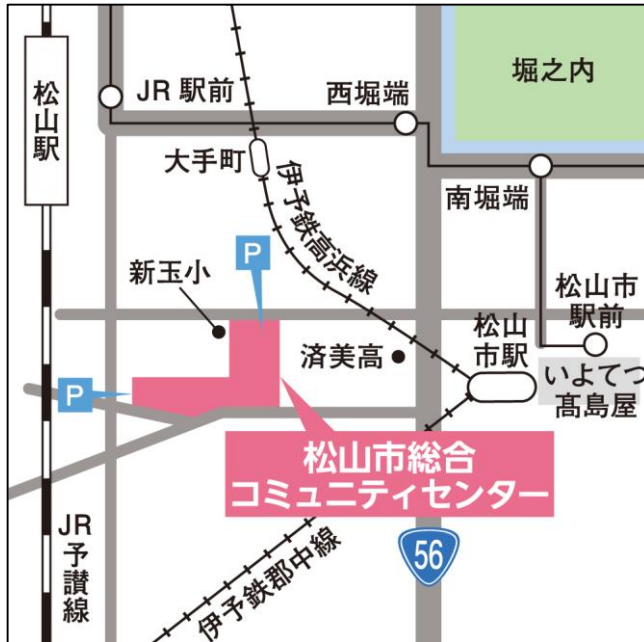 堀之内
JR 駅前
西堀端
松山駅
大手町
南堀端
伊予鉄高浜線
P
新玉小
松山市
駅前
松山
市駅
済美高
いよてつ
髙島屋
P
松山市総合
コミュニティセンター
JR
予讃線
56
伊予鉄郡中線